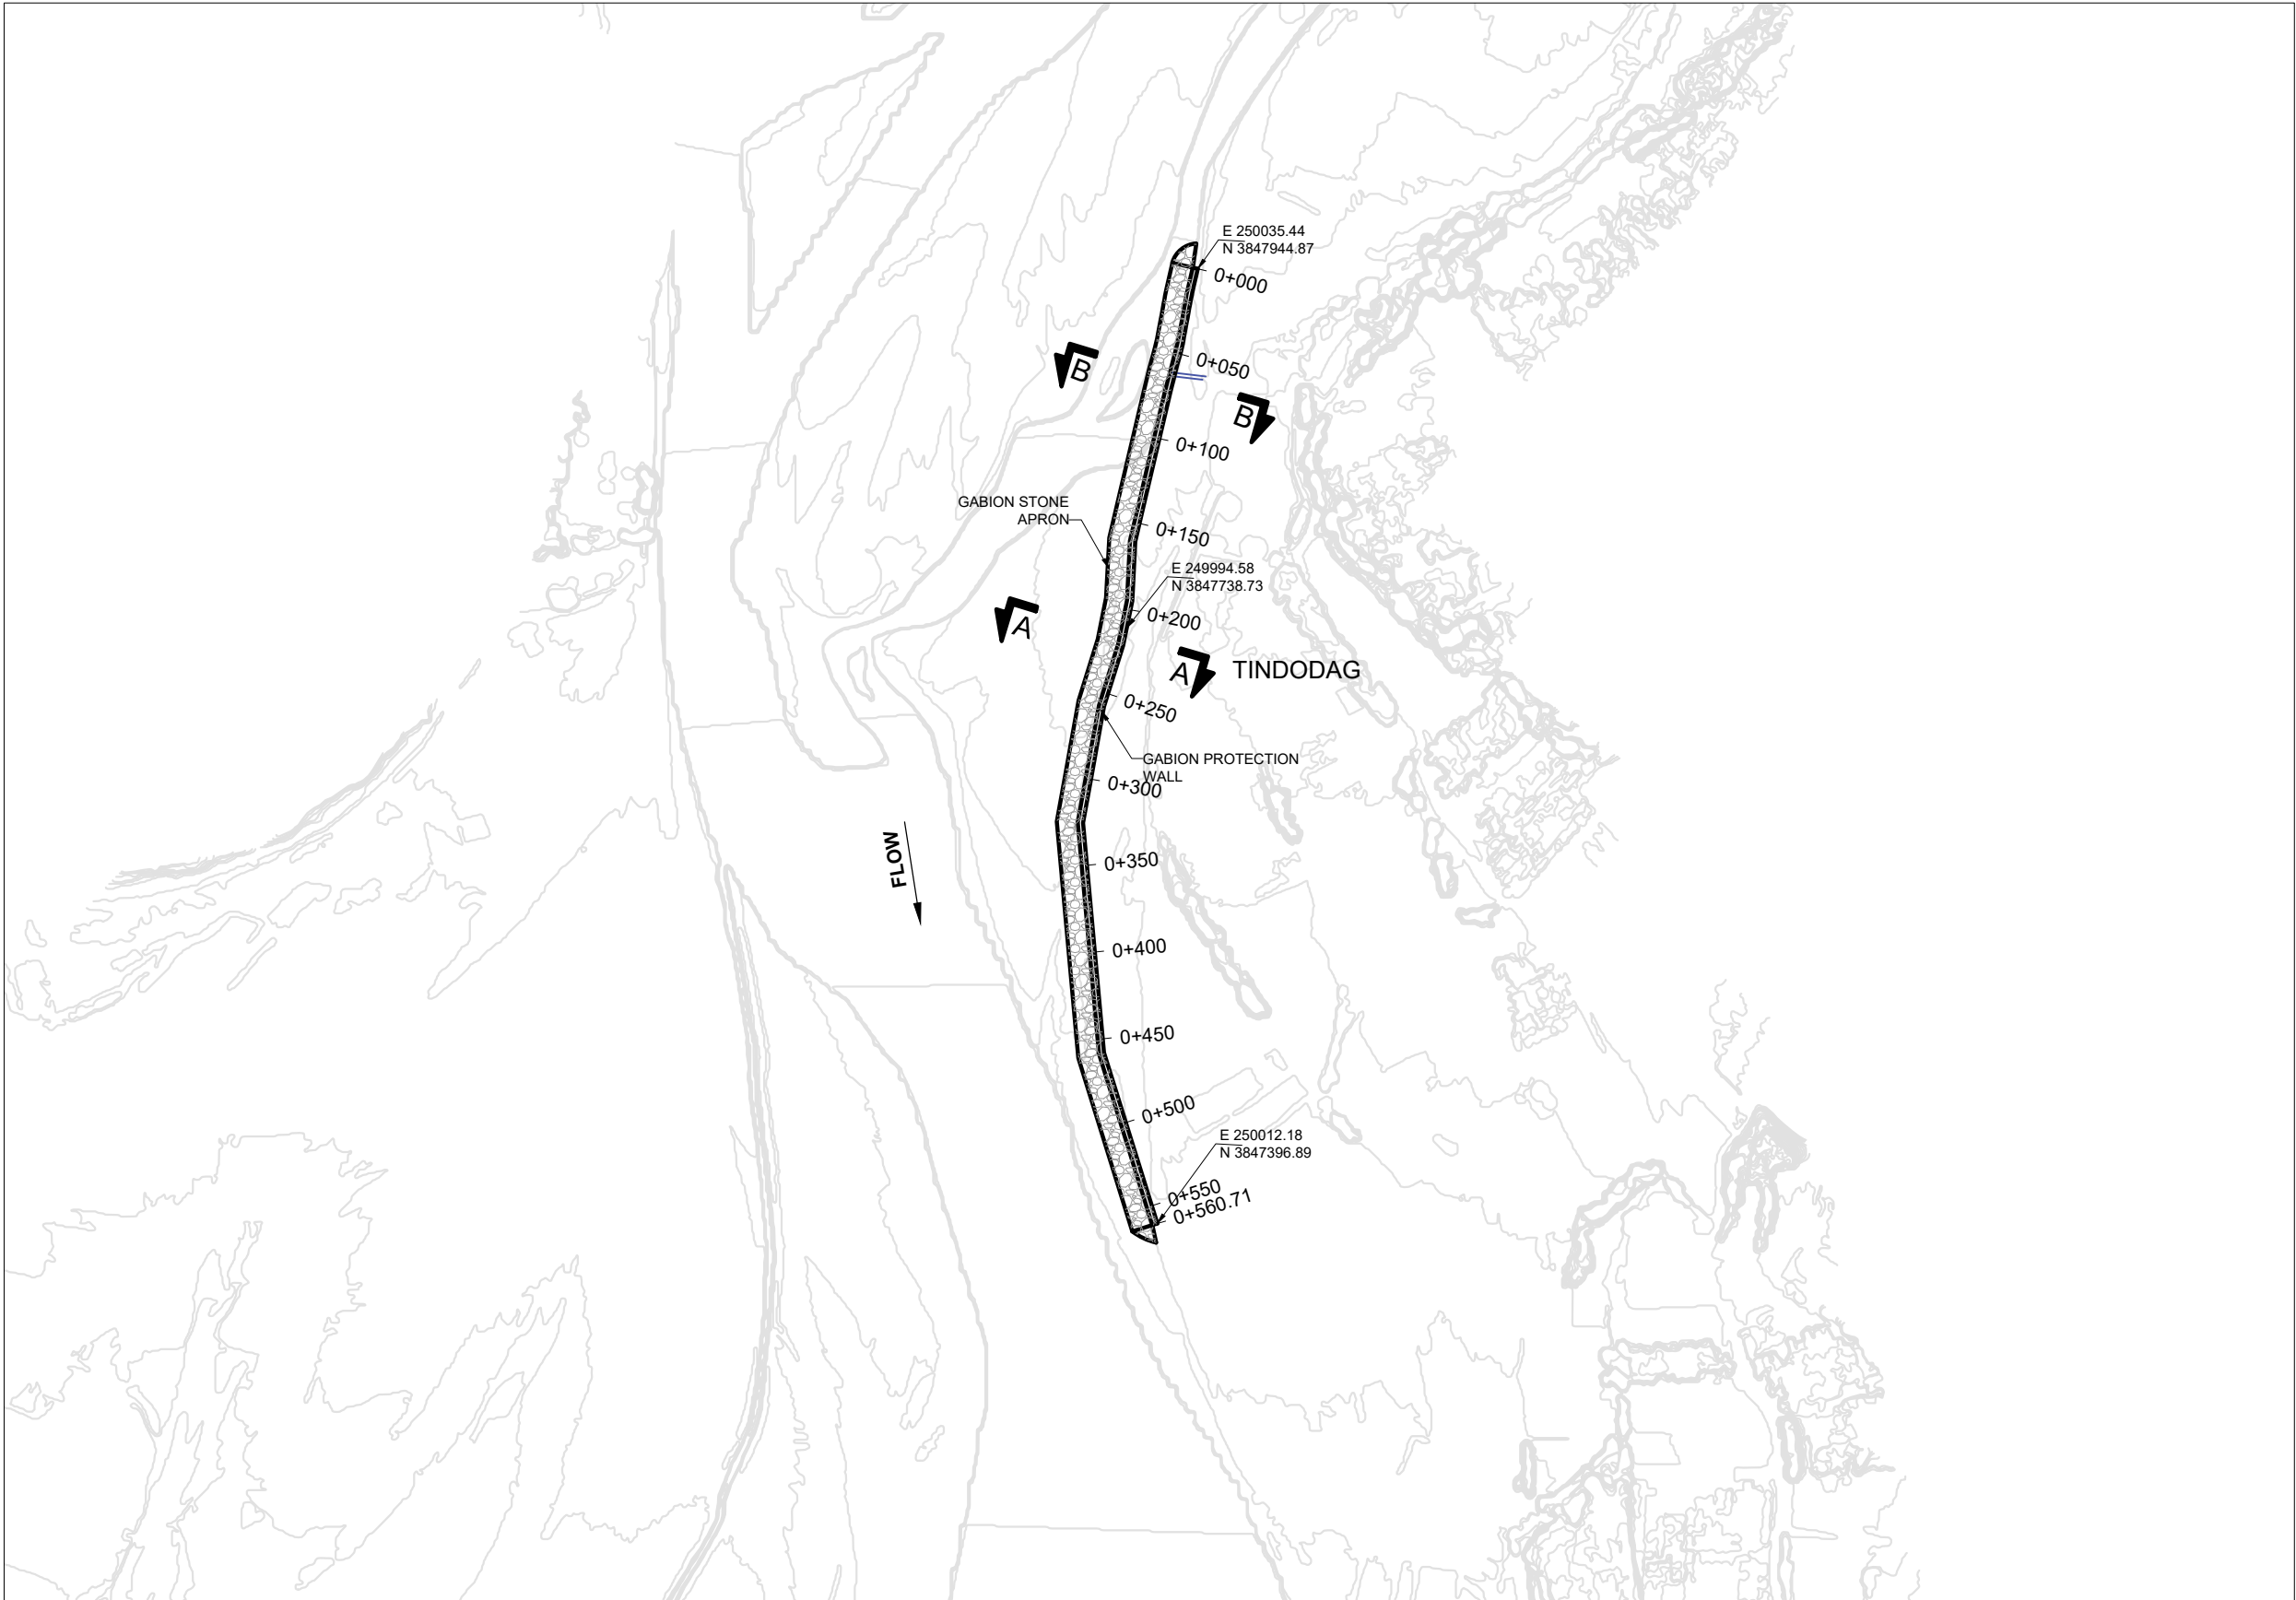 E 250035.44
N 3847944.87
0+000
B
0+050
B
0+100
GABION STONE
APRON
0+150
E 249994.58
N 3847738.73
A
0+200
A
TINDODAG
0+250
GABION PROTECTION
WALL
0+300
FLOW
0+350
0+400
0+450
0+500
E 250012.18
N 3847396.89
0+550
0+560.71